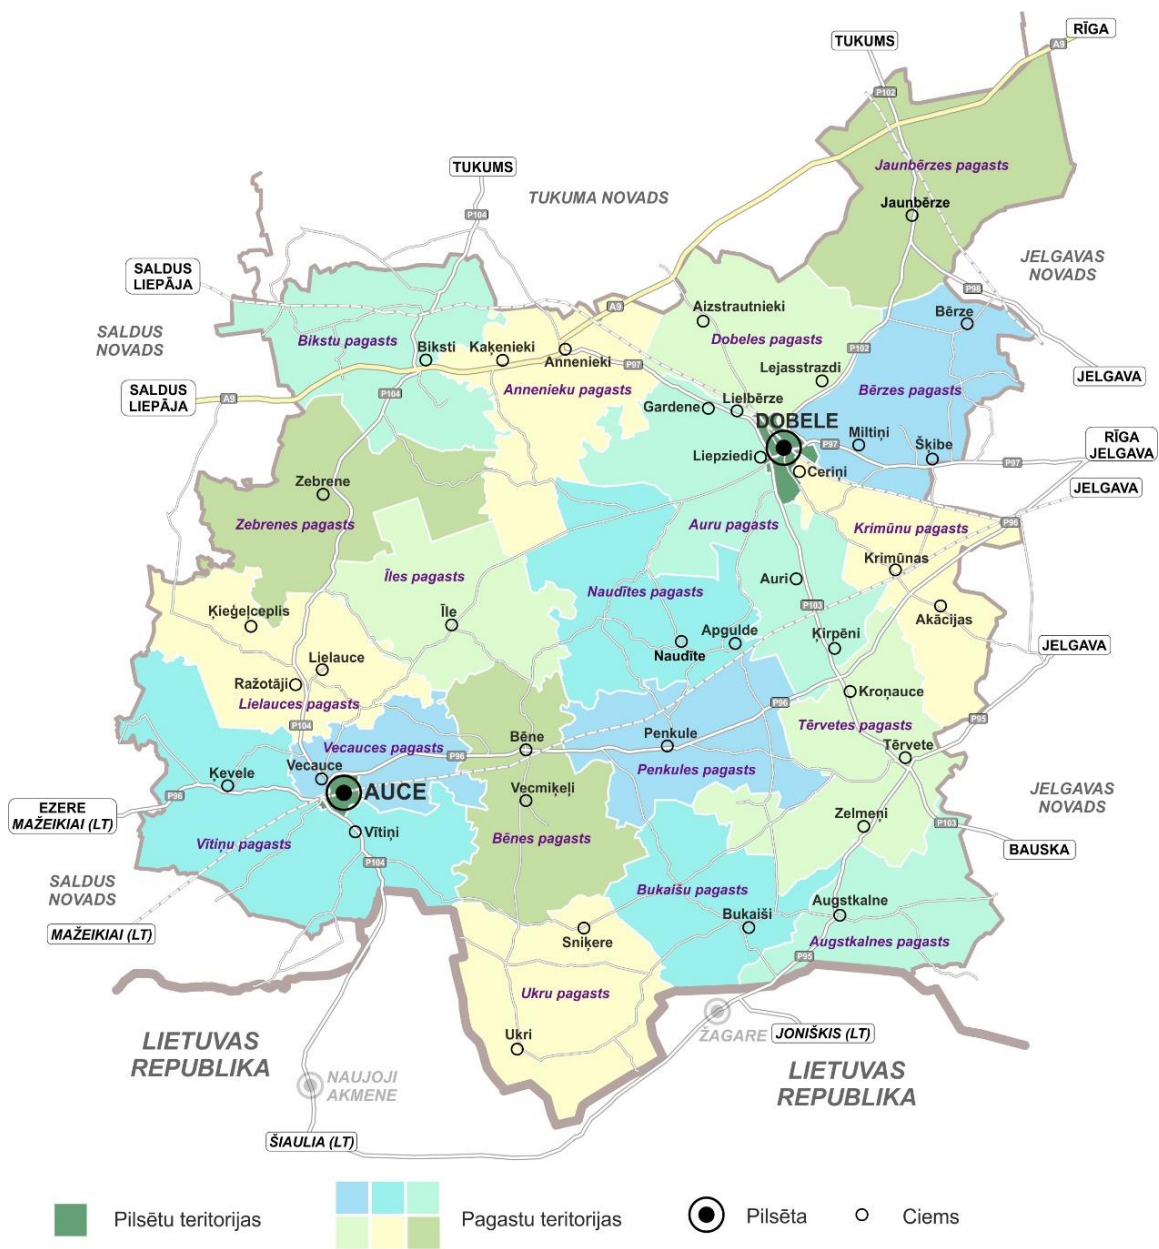 RĪGA
TUKUMS
A9
P102
Jaunbērzes pagasts
TUKUMS
TUKUMA NOVADS
Jaunbērze
P104
JELGAVAS
NOVADS
SALDUS
LIEPĀJA
P98
Aizstrautnieki
Bērze
A9
SALDUS
NOVADS
Bikstu pagasts
Biksti
Kaķenieki
Annenieki
Dobeles pagasts
P102
P97
Lejasstrazdi
JELGAVA
Annenieku pagasts
Bērzes pagasts
SALDUS
LIEPĀJA
A9
P104
Gardene
Lielbērze
DOBELE
Miltiņi
Šķibe
P97
RĪGA
JELGAVA
Liepziedi
Ceriņi
P97
Zebrene
JELGAVA
Zebrenes pagasts
Auru pagasts
Krimūnu pagasts
P96
Krimūnas
Īles pagasts
Auri
Naudītes pagasts
P103
Akācijas
Ķieģeļceplis
Īle
Apgulde
Ķirpēni
Naudīte
JELGAVA
Lielauce
Ražotāji
Kroņauce
Lielauces pagasts
P96
P95
P104
Tērvetes pagasts
Bēne
Penkule
Vecauces pagasts
P96
Tērvete
Vecauce
Penkules pagasts
Ķevele
AUCE
Vecmiķeļi
JELGAVAS
NOVADS
P96
EZERE
MAŽEIKIAI (LT)
Zelmeņi
P103
Vītiņi
Bēnes pagasts
BAUSKA
Vītiņu pagasts
P104
SALDUS
NOVADS
Bukaišu pagasts
Augstkalne
Bukaiši
MAŽEIKIAI (LT)
Sniķere
Augstkalnes pagasts
P95
Ukru pagasts
Ukri
ŽAGARE
JONIŠKIS (LT)
LIETUVAS
REPUBLIKA
LIETUVAS
REPUBLIKA
NAUJOJI
AKMENE
ŠIAULIA (LT)
Pilsētu teritorijas
Pagastu teritorijas
Pilsēta
Ciems